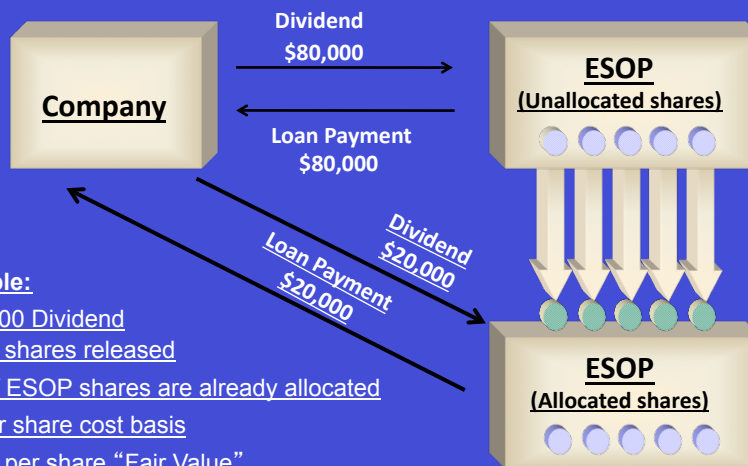 Dividend
$80,000
Company
ESOP
(Unallocated shares)
Loan Payment
$80,000
Dividend
$20,000
Loan Payment
$20,000
Dividend
shares released
ESOP shares are already allocated
share cost basis
per share “Fair Value”
ESOP
(Allocated shares)